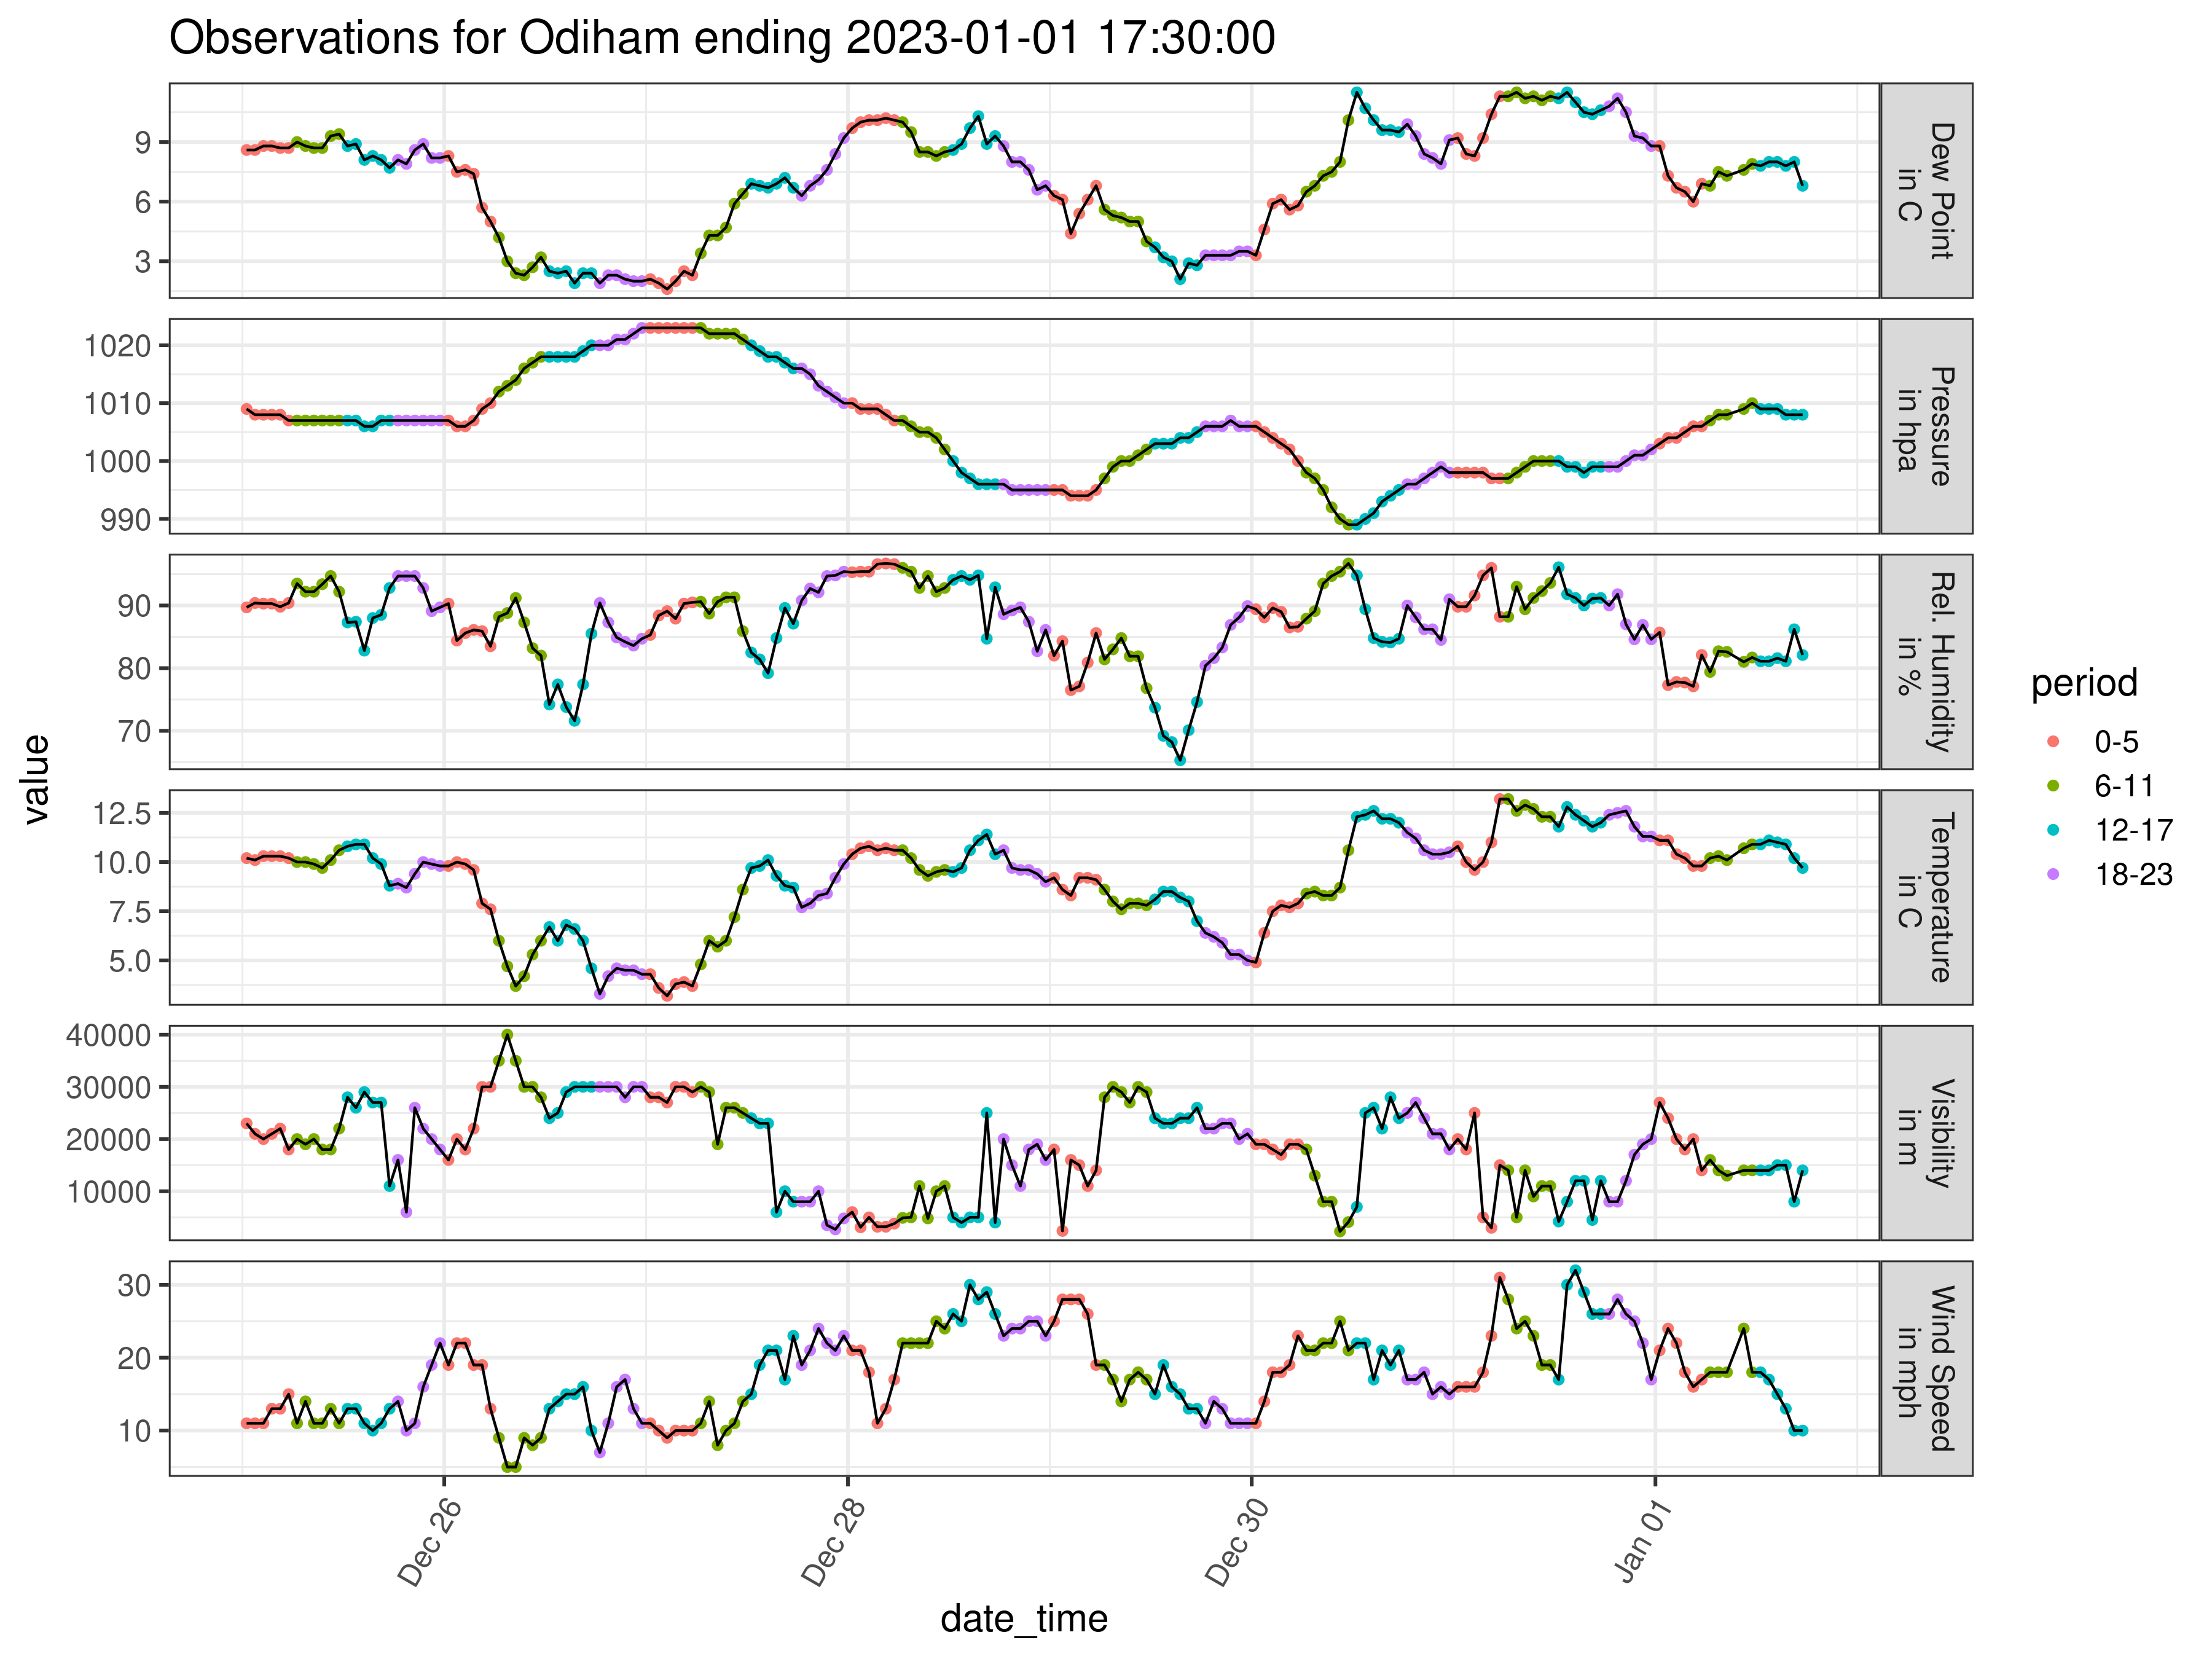 Observations for Odiham ending 2023-01-01 17:30:00
value
9
6
3
Dew Point
in C
1020
1010
1000
990
Pressure
in hpa
90
80
70
Rel. Humidity
in %
12.5
10.0
7.5
5.0
Temperature
in C
40000
30000
20000
10000
Visibility
in m
30
20
10
Wind Speed
in mph
Dec 26
Dec 28
Dec 30
Jan 01
date_time
period
0-5
6-11
12-17
18-23